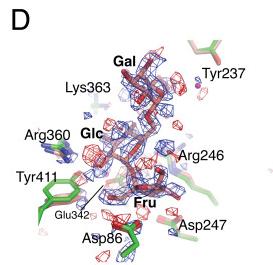 D
Gal
Tyr237
Lys363
Glc
Arg360
Arg246
Tyr411
Glu342
Fru
Asp247
Asp86